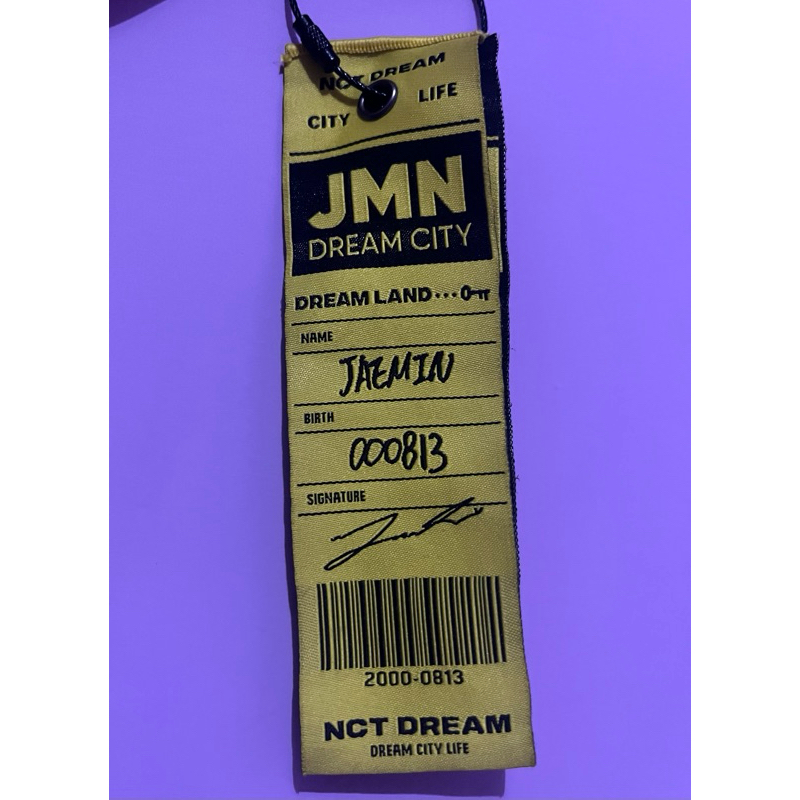 NCT DREAM
CITY LIFE
JMN
DREAM CITY
DREAM LAND···
NAME
JAEMIN
BIRTH
000813
SIGNATURE
2000-0813
NCT DREAM
DREAM CITY LIFE